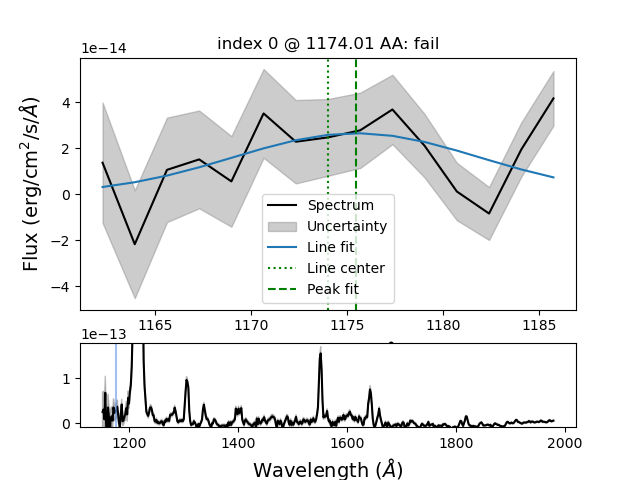 index 0 @ 1174.01 AA: fail
1e−14
4
2
0
−2
−4
Flux (erg/cm²/s/Å)
Spectrum
Uncertainty
Line fit
Line center
Peak fit
1165
1170
1175
1180
1185
1e−13
1
0
1200
1400
1600
1800
2000
Wavelength (Å)